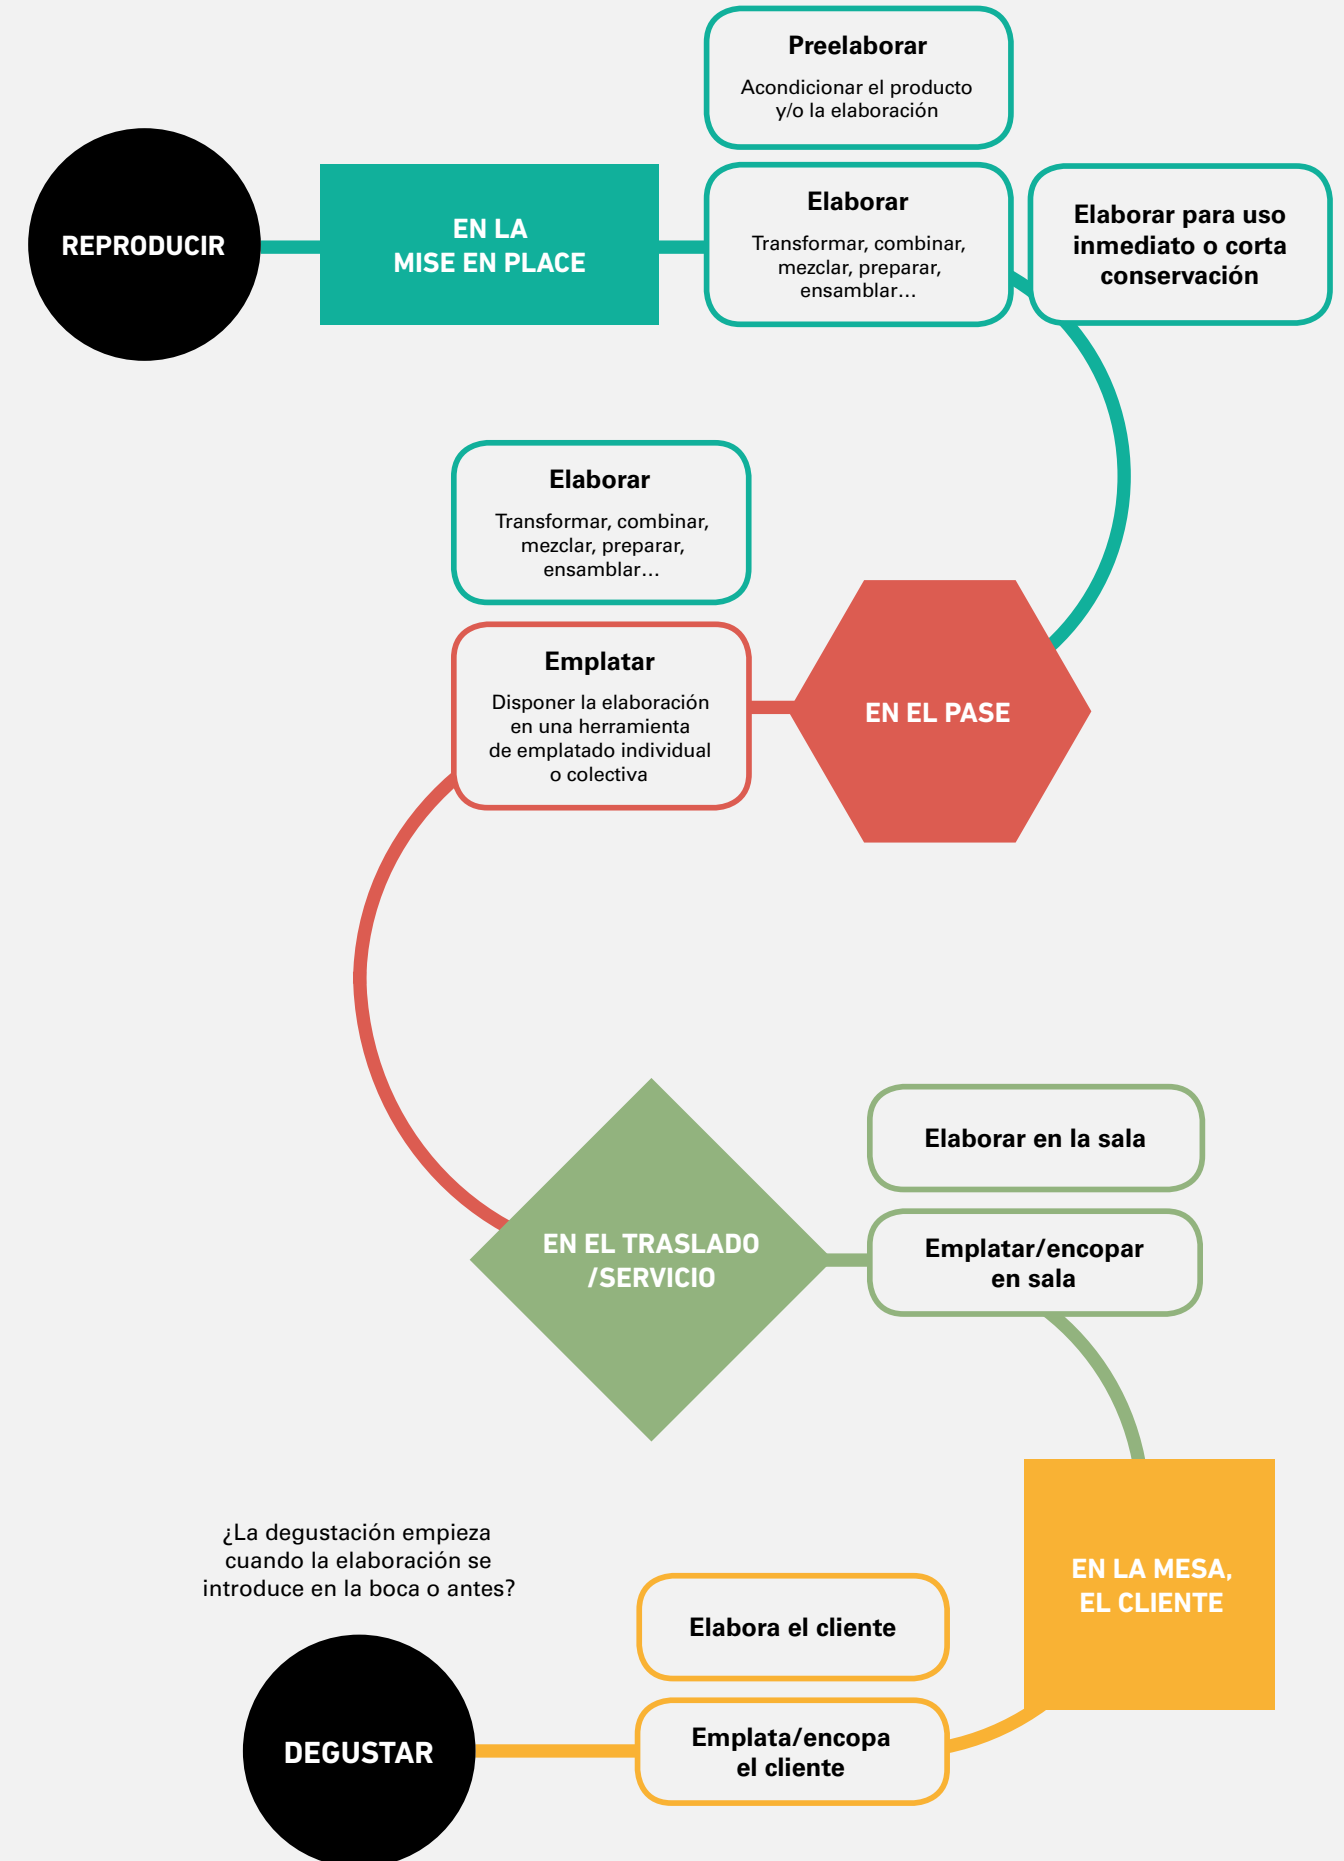 Preelaborar
Acondicionar el producto
y/o la elaboración
REPRODUCIR
EN LA
MISE EN PLACE
Elaborar
Transformar, combinar,
mezclar, preparar,
ensamblar…
Elaborar para uso
inmediato o corta
conservación
Elaborar
Transformar, combinar,
mezclar, preparar,
ensamblar…
Emplatar
Disponer la elaboración
en una herramienta
de emplatado individual
o colectiva
EN EL PASE
EN EL TRASLADO
/SERVICIO
Elaborar en la sala
Emplatar/encopar
en sala
EN LA MESA,
EL CLIENTE
¿La degustación empieza
cuando la elaboración se
introduce en la boca o antes?
Elabora el cliente
Emplata/encopa
el cliente
DEGUSTAR